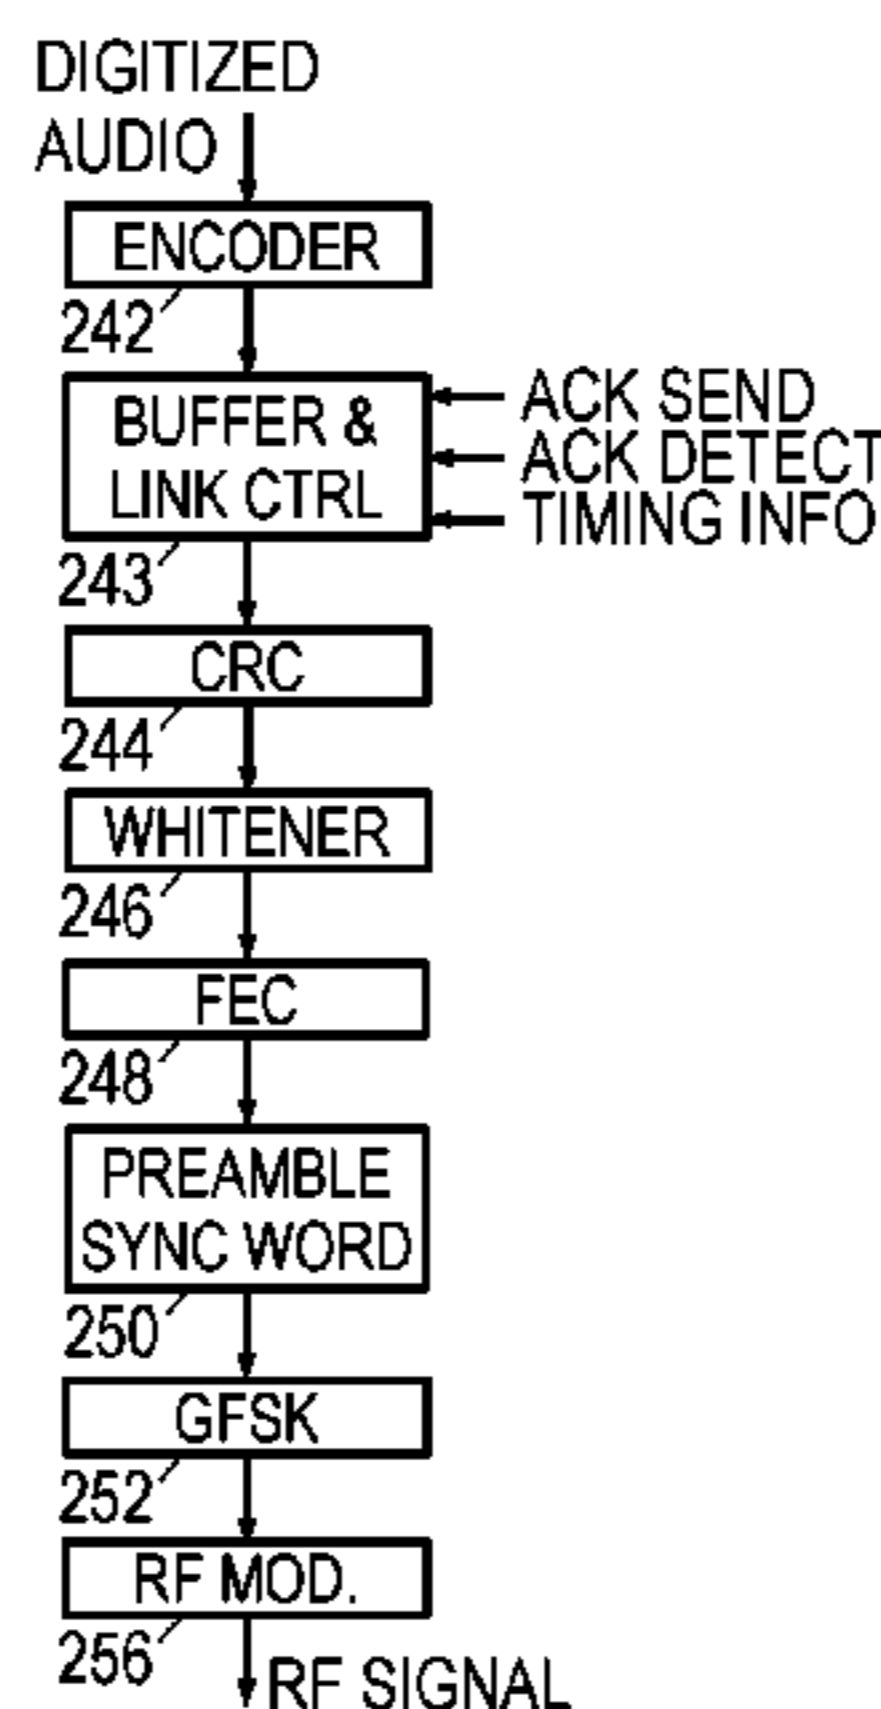 DIGITIZED
AUDIO
ENCODER
242
BUFFER &
LINK CTRL
ACK SEND
ACK DETECT
TIMING INFO
243
CRC
244
WHITENER
246
FEC
248
PREAMBLE
SYNC WORD
250
GFSK
252
RF MOD.
256
RF SIGNAL